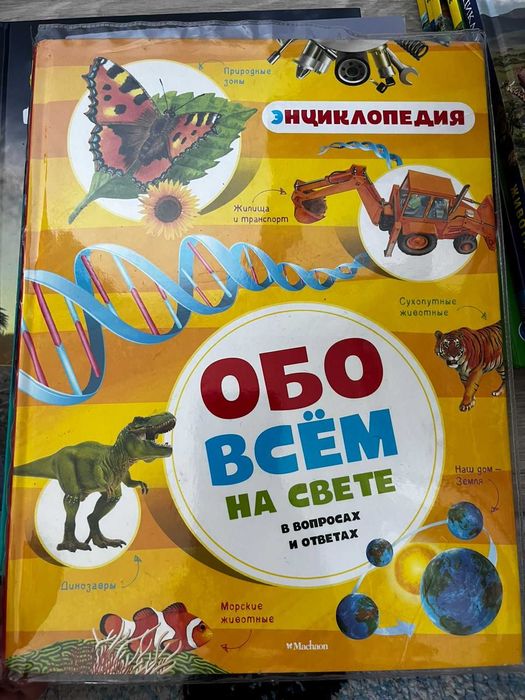 Природные
зоны
ЭНЦИКЛОПЕДИЯ
Жилища
и транспорт
Сухопутные
животные
ОБО
ВСЁМ
НА СВЕТЕ
В ВОПРОСАХ
И ОТВЕТАХ
Наш дом –
Земля
Динозавры
Морские
животные
Machaon